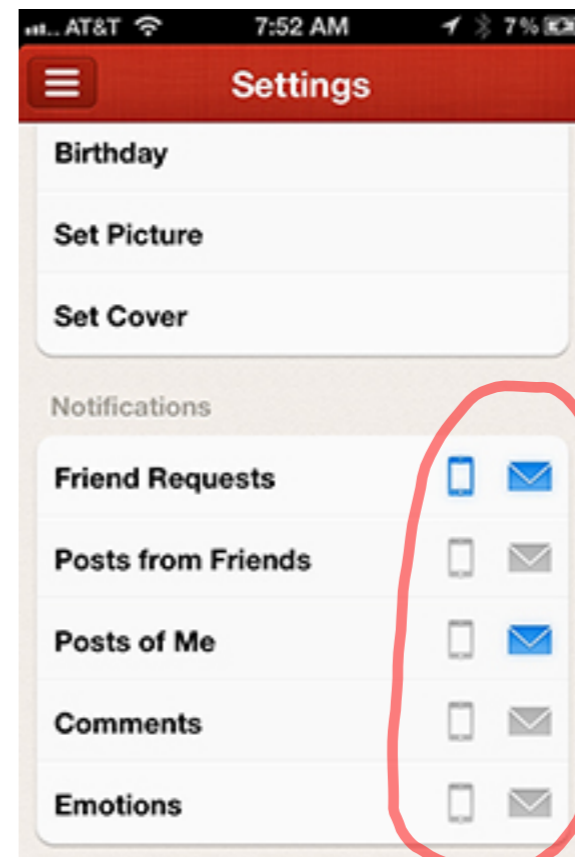 AT&T 7:52 AM 7%
Settings
Birthday
Set Picture
Set Cover
Notifications
Friend Requests
Posts from Friends
Posts of Me
Comments
Emotions